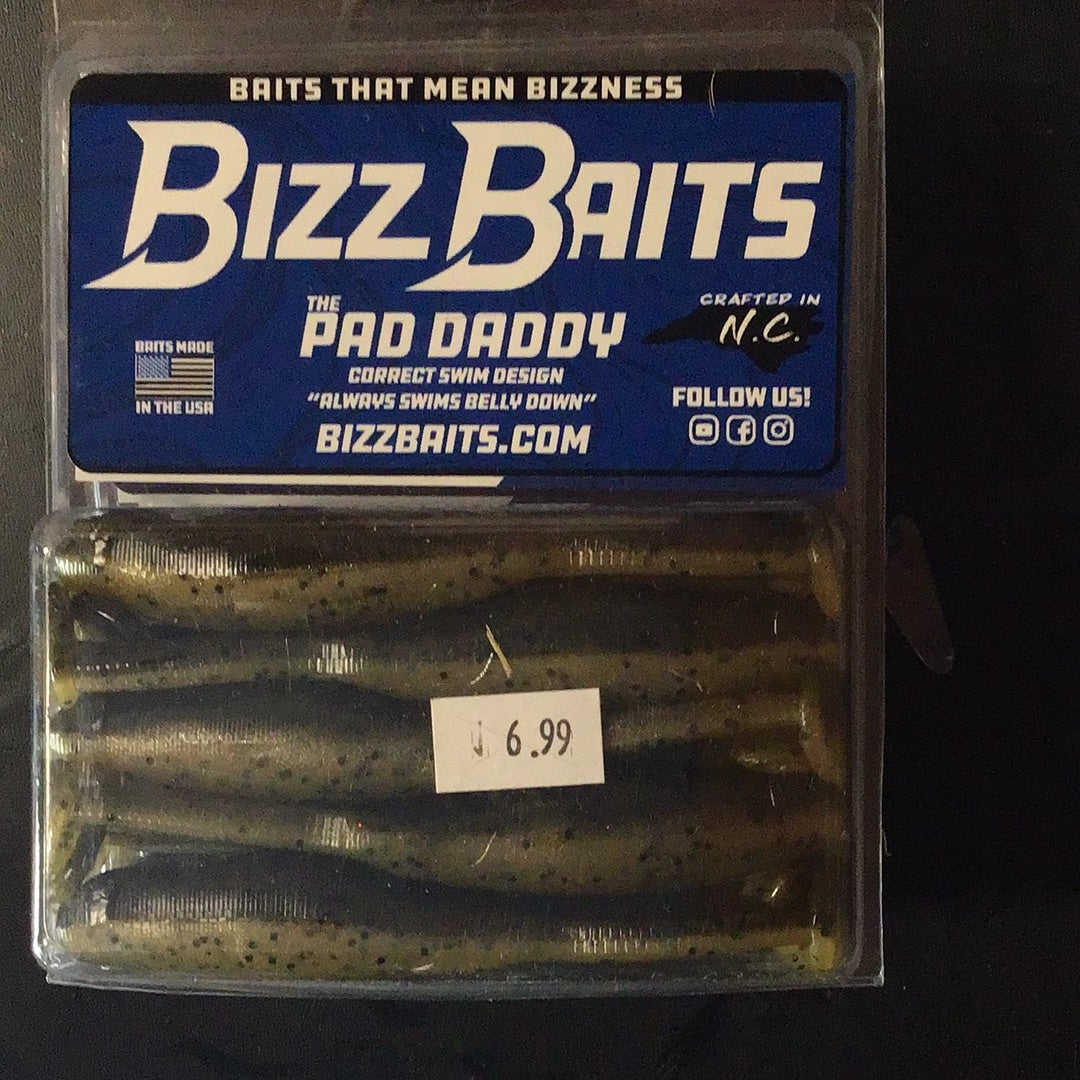 BAITS THAT MEAN BIZZNESS
BIZZ BAITS
THE
PAD DADDY
CORRECT SWIM DESIGN
"ALWAYS SWIMS BELLY DOWN"
BIZZBAITS.COM
BAITS MADE
IN THE USA
CRAFTED IN
N.C.
FOLLOW US!
6.99